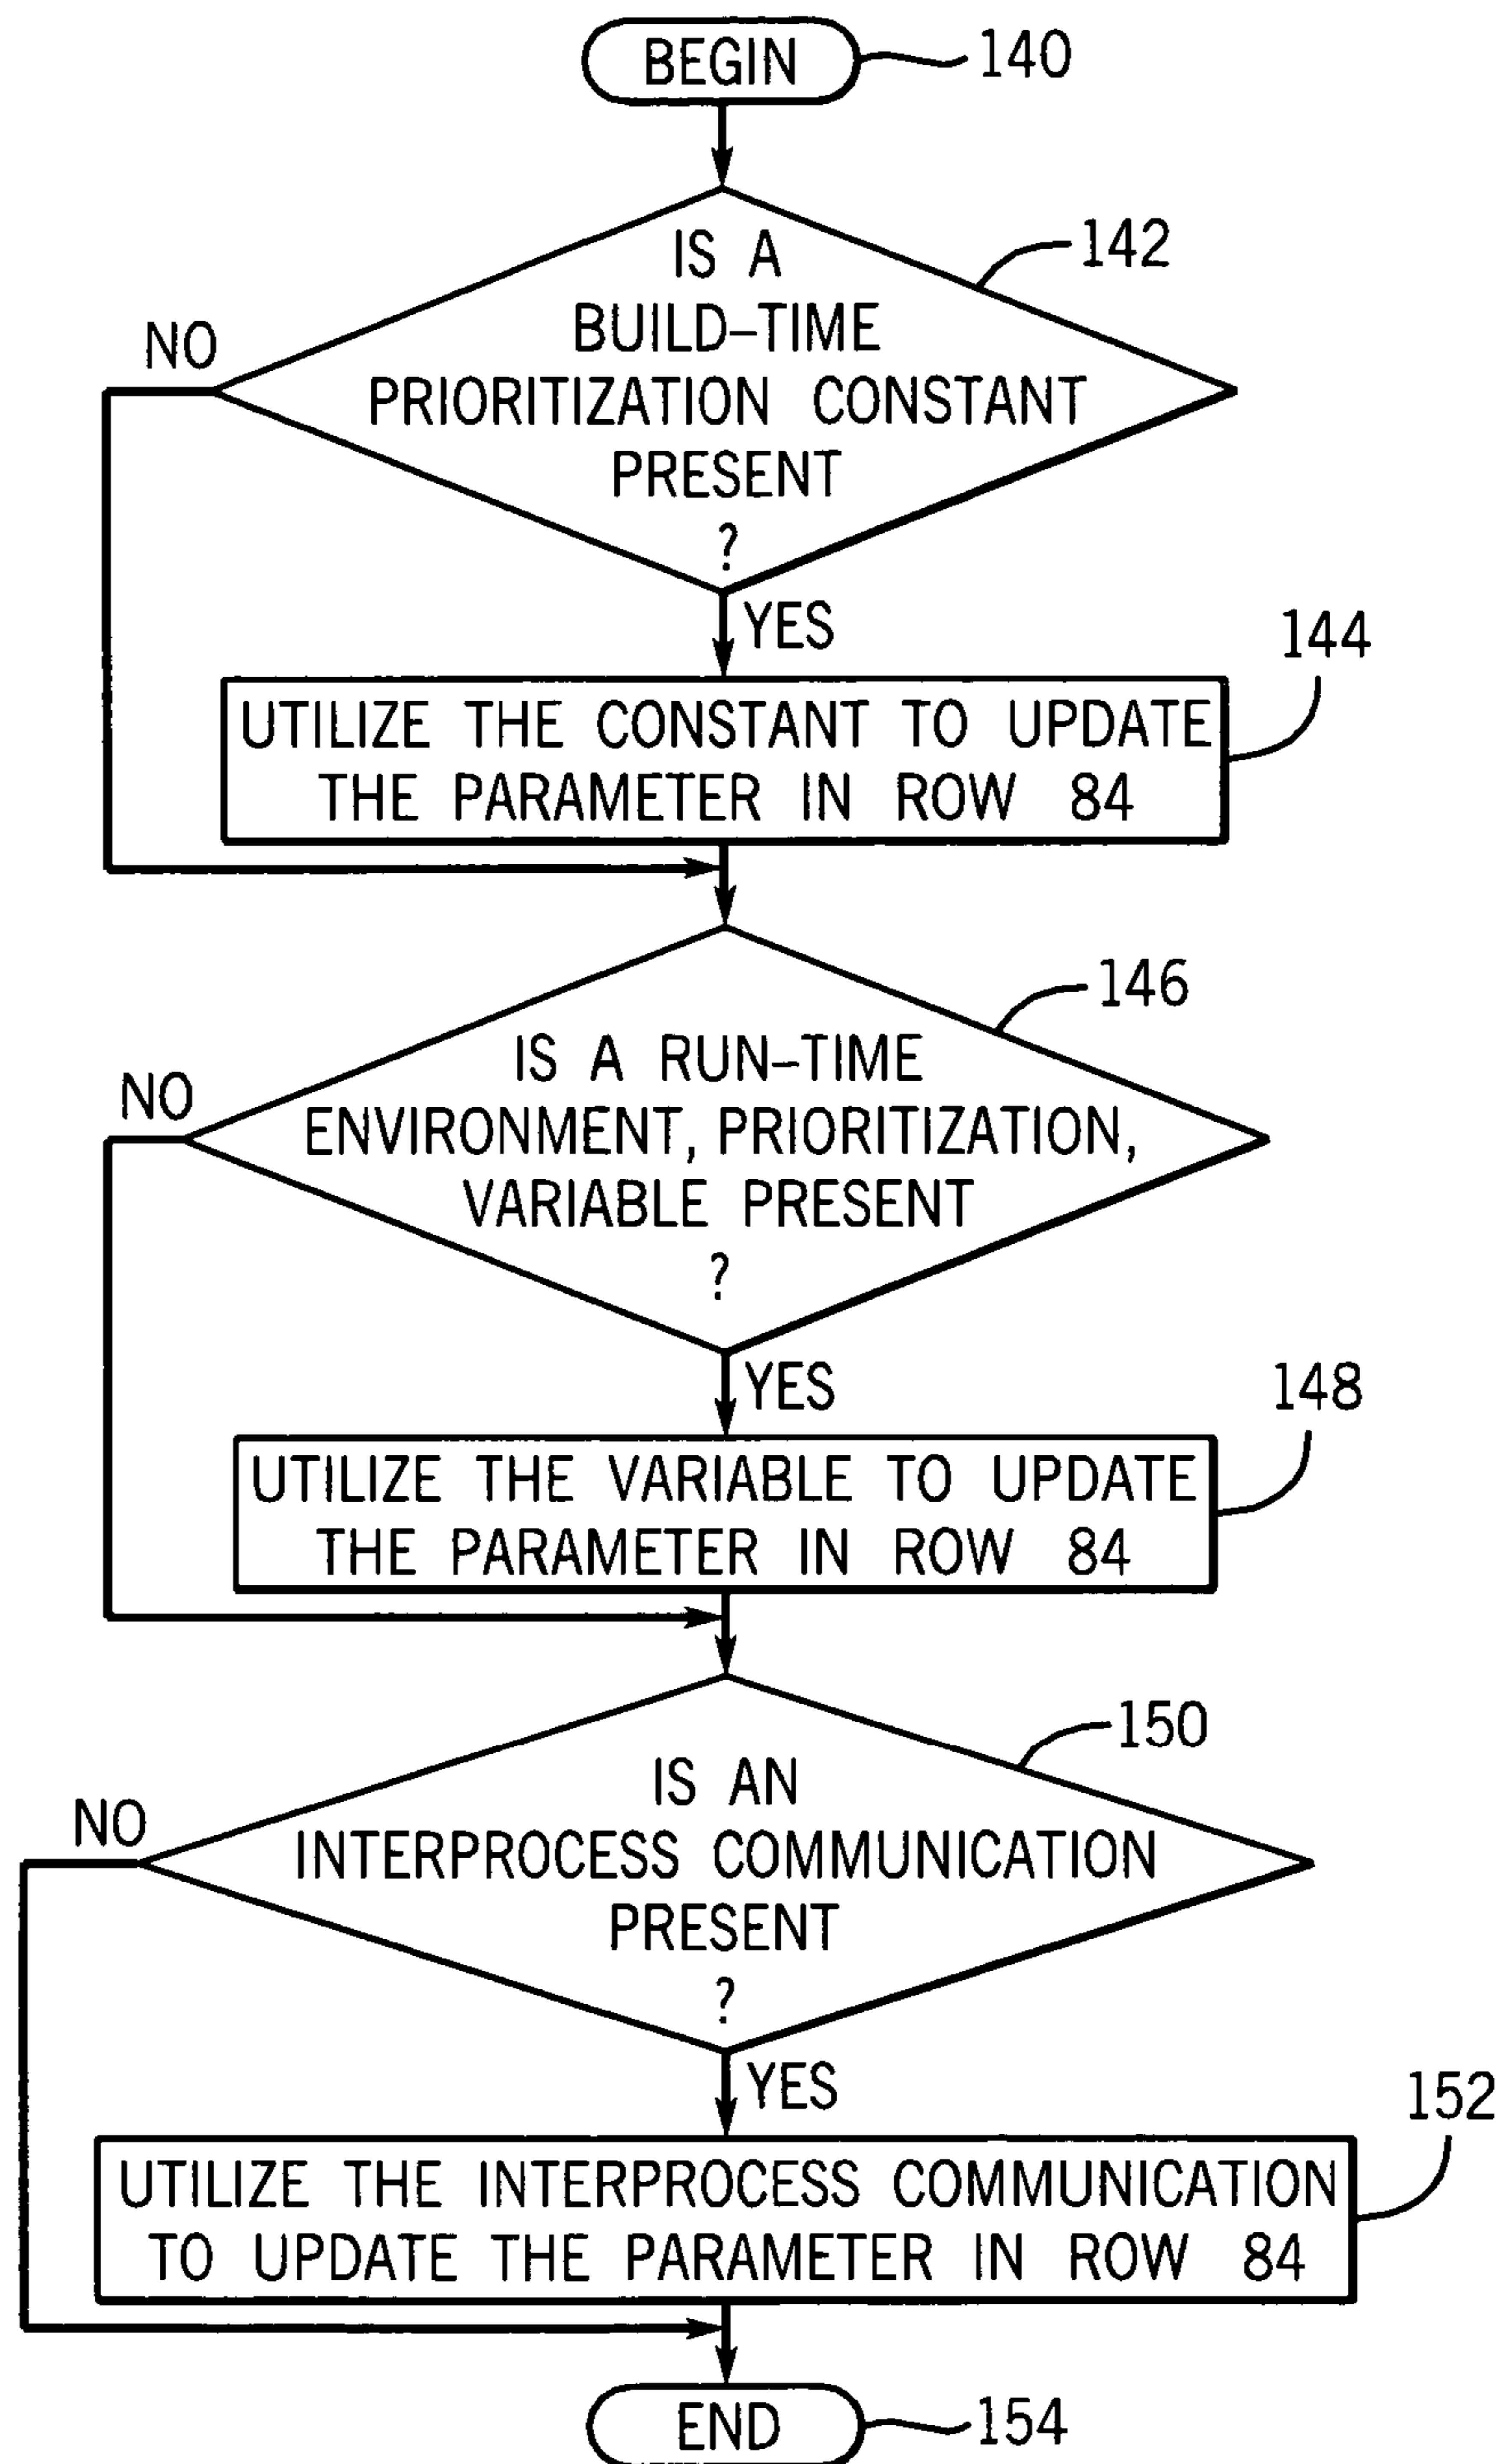 BEGIN
140
IS A
142
BUILD-TIME
NO
PRIORITIZATION CONSTANT
PRESENT
?
YES
144
UTILIZE THE CONSTANT TO UPDATE
THE PARAMETER IN ROW 84
146
IS A RUN-TIME
NO
ENVIRONMENT, PRIORITIZATION,
VARIABLE PRESENT
?
YES
148
UTILIZE THE VARIABLE TO UPDATE
THE PARAMETER IN ROW 84
150
IS AN
NO
INTERPROCESS COMMUNICATION
PRESENT
?
YES
152
UTILIZE THE INTERPROCESS COMMUNICATION
TO UPDATE THE PARAMETER IN ROW 84
END
154